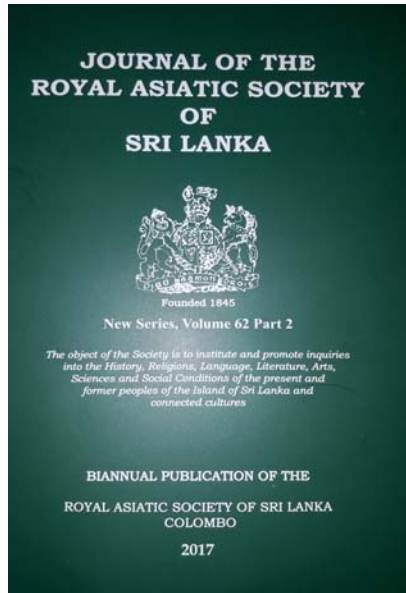 JOURNAL OF THE
ROYAL ASIATIC SOCIETY
OF
SRI LANKA
Founded 1845
New Series, Volume 62 Part 2
The object of the Society is to institute and promote inquiries
into the History, Religions, Language, Literature, Arts,
Sciences and Social Conditions of the present and
former peoples of the Island of Sri Lanka and
connected cultures
BIANNUAL PUBLICATION OF THE
ROYAL ASIATIC SOCIETY OF SRI LANKA
COLOMBO
2017